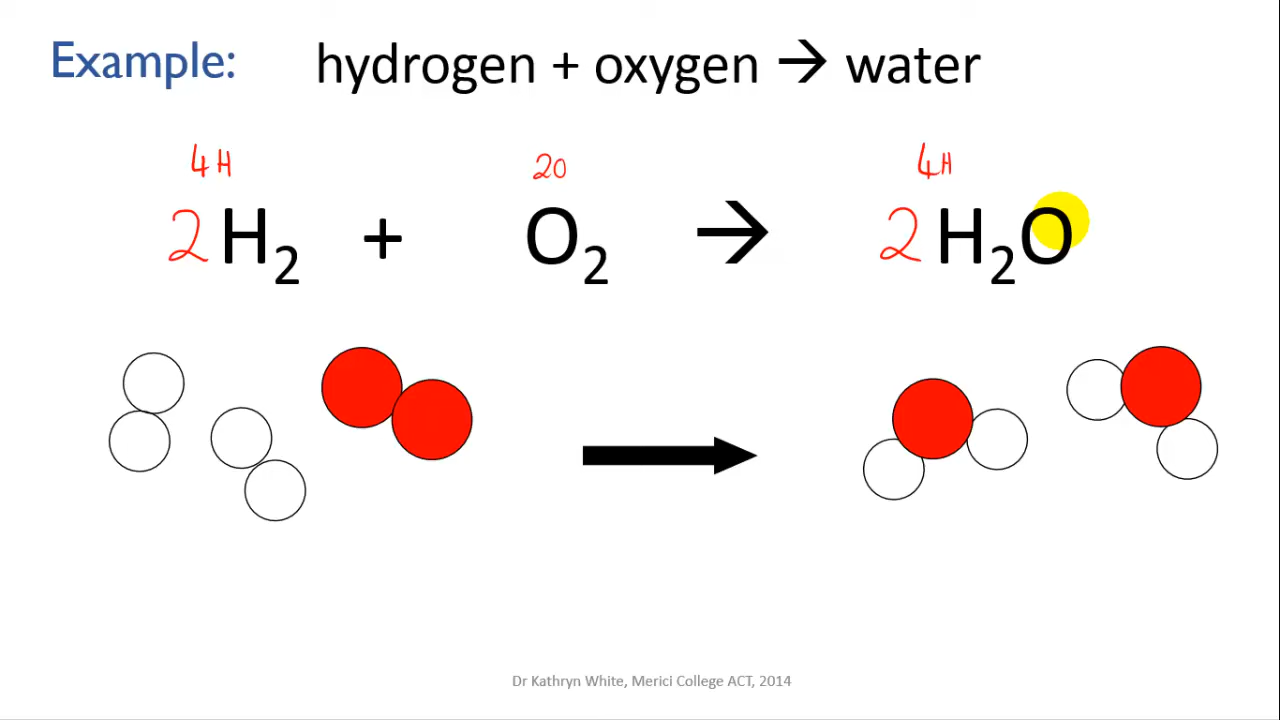 Example: hydrogen + oxygen → water
4H 2O 4H
2H₂ + O₂ → 2H₂O
Dr Kathryn White, Merici College ACT, 2014